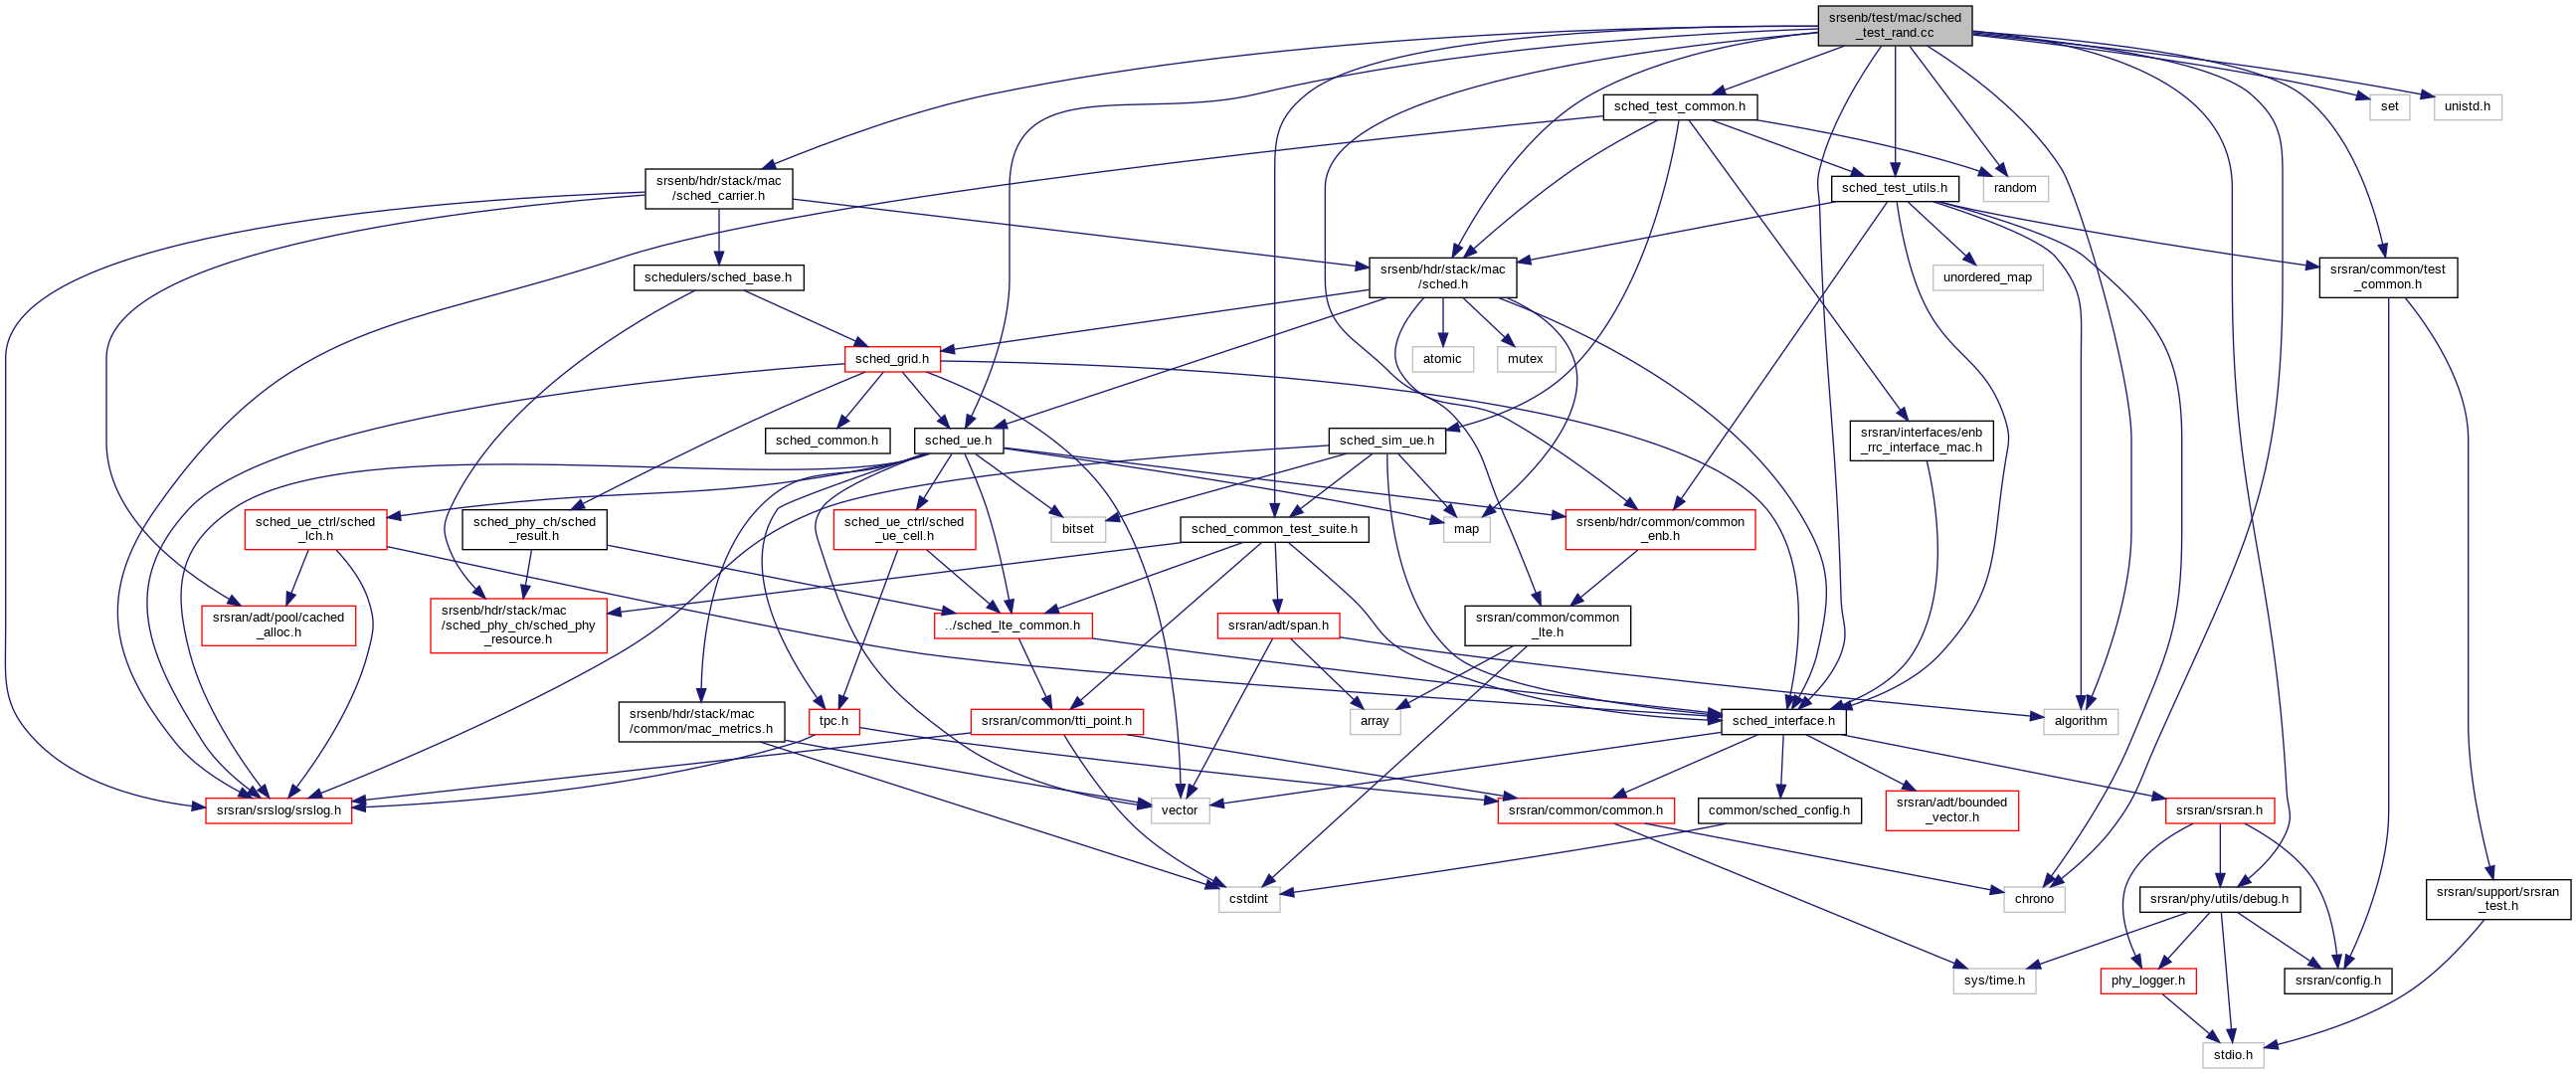 srsenb/test/mac/sched
_test_rand.cc
sched_test_common.h
set
unistd.h
srsenb/hdr/stack/mac
/sched_carrier.h
sched_test_utils.h
random
schedulers/sched_base.h
srsenb/hdr/stack/mac
/sched.h
unordered_map
srsran/common/test
_common.h
sched_grid.h
atomic
mutex
sched_common.h
sched_ue.h
sched_sim_ue.h
srsran/interfaces/enb
_rrc_interface_mac.h
sched_ue_ctrl/sched
_lch.h
sched_phy_ch/sched
_result.h
sched_ue_ctrl/sched
_ue_cell.h
bitset
sched_common_test_suite.h
map
srsenb/hdr/common/common
_enb.h
srsran/adt/pool/cached
_alloc.h
srsenb/hdr/stack/mac
/sched_phy_ch/sched_phy
_resource.h
../sched_lte_common.h
srsran/adt/span.h
srsran/common/common
_lte.h
srsenb/hdr/stack/mac
/common/mac_metrics.h
tpc.h
srsran/common/tti_point.h
array
sched_interface.h
algorithm
srsran/srslog/srslog.h
vector
srsran/common/common.h
common/sched_config.h
srsran/adt/bounded
_vector.h
srsran/srsran.h
cstdint
chrono
srsran/phy/utils/debug.h
srsran/support/srsran
_test.h
sys/time.h
phy_logger.h
srsran/config.h
stdio.h